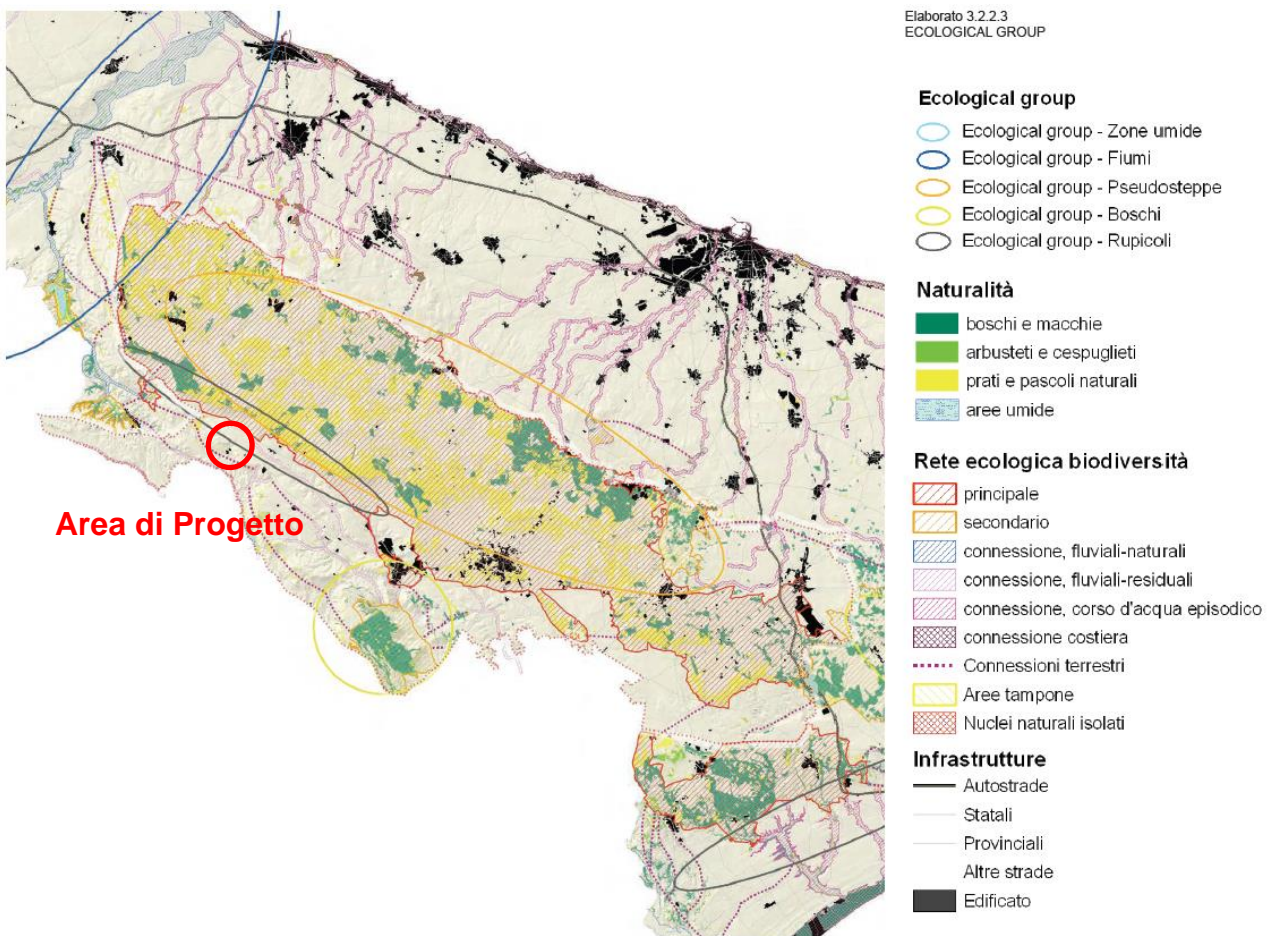 Elaborato 3.2.2.3
ECOLOGICAL GROUP
Ecological group
Ecological group - Zone umide
Ecological group - Fiumi
Ecological group - Pseudosteppe
Ecological group - Boschi
Ecological group - Rupicoli
Naturalità
boschi e macchie
arbusteti e cespuglieti
prati e pascoli naturali
aree umide
Rete ecologica biodiversità
principale
secondario
connessione, fluviali-naturali
connessione, fluviali-residuali
connessione, corso d'acqua episodico
connessione costiera
Connessioni terrestri
Aree tampone
Nuclei naturali isolati
Infrastrutture
Autostrade
Statali
Provinciali
Altre strade
Edificato
Area di Progetto